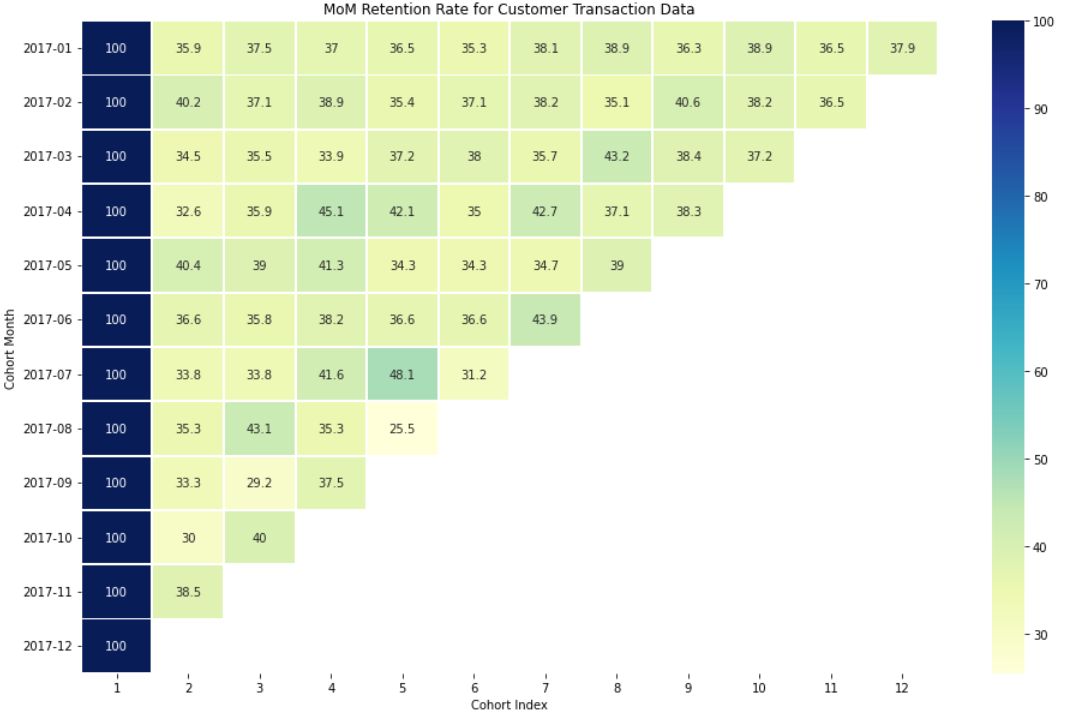 MoM Retention Rate for Customer Transaction Data
2017-01 100 35.9 37.5 37 36.5 35.3 38.1 38.9 36.3 38.9 36.5 37.9
2017-02 100 40.2 37.1 38.9 35.4 37.1 38.2 35.1 40.6 38.2 36.5
2017-03 100 34.5 35.5 33.9 37.2 38 35.7 43.2 38.4 37.2
2017-04 100 32.6 35.9 45.1 42.1 35 42.7 37.1 38.3
2017-05 100 40.4 39 41.3 34.3 34.3 34.7 39
2017-06 100 36.6 35.8 38.2 36.6 36.6 43.9
2017-07 100 33.8 33.8 41.6 48.1 31.2
2017-08 100 35.3 43.1 35.3 25.5
2017-09 100 33.3 29.2 37.5
2017-10 100 30 40
2017-11 100 38.5
2017-12 100
Cohort Month
1 2 3 4 5 6 7 8 9 10 11 12
Cohort Index
100
90
80
70
60
50
40
30